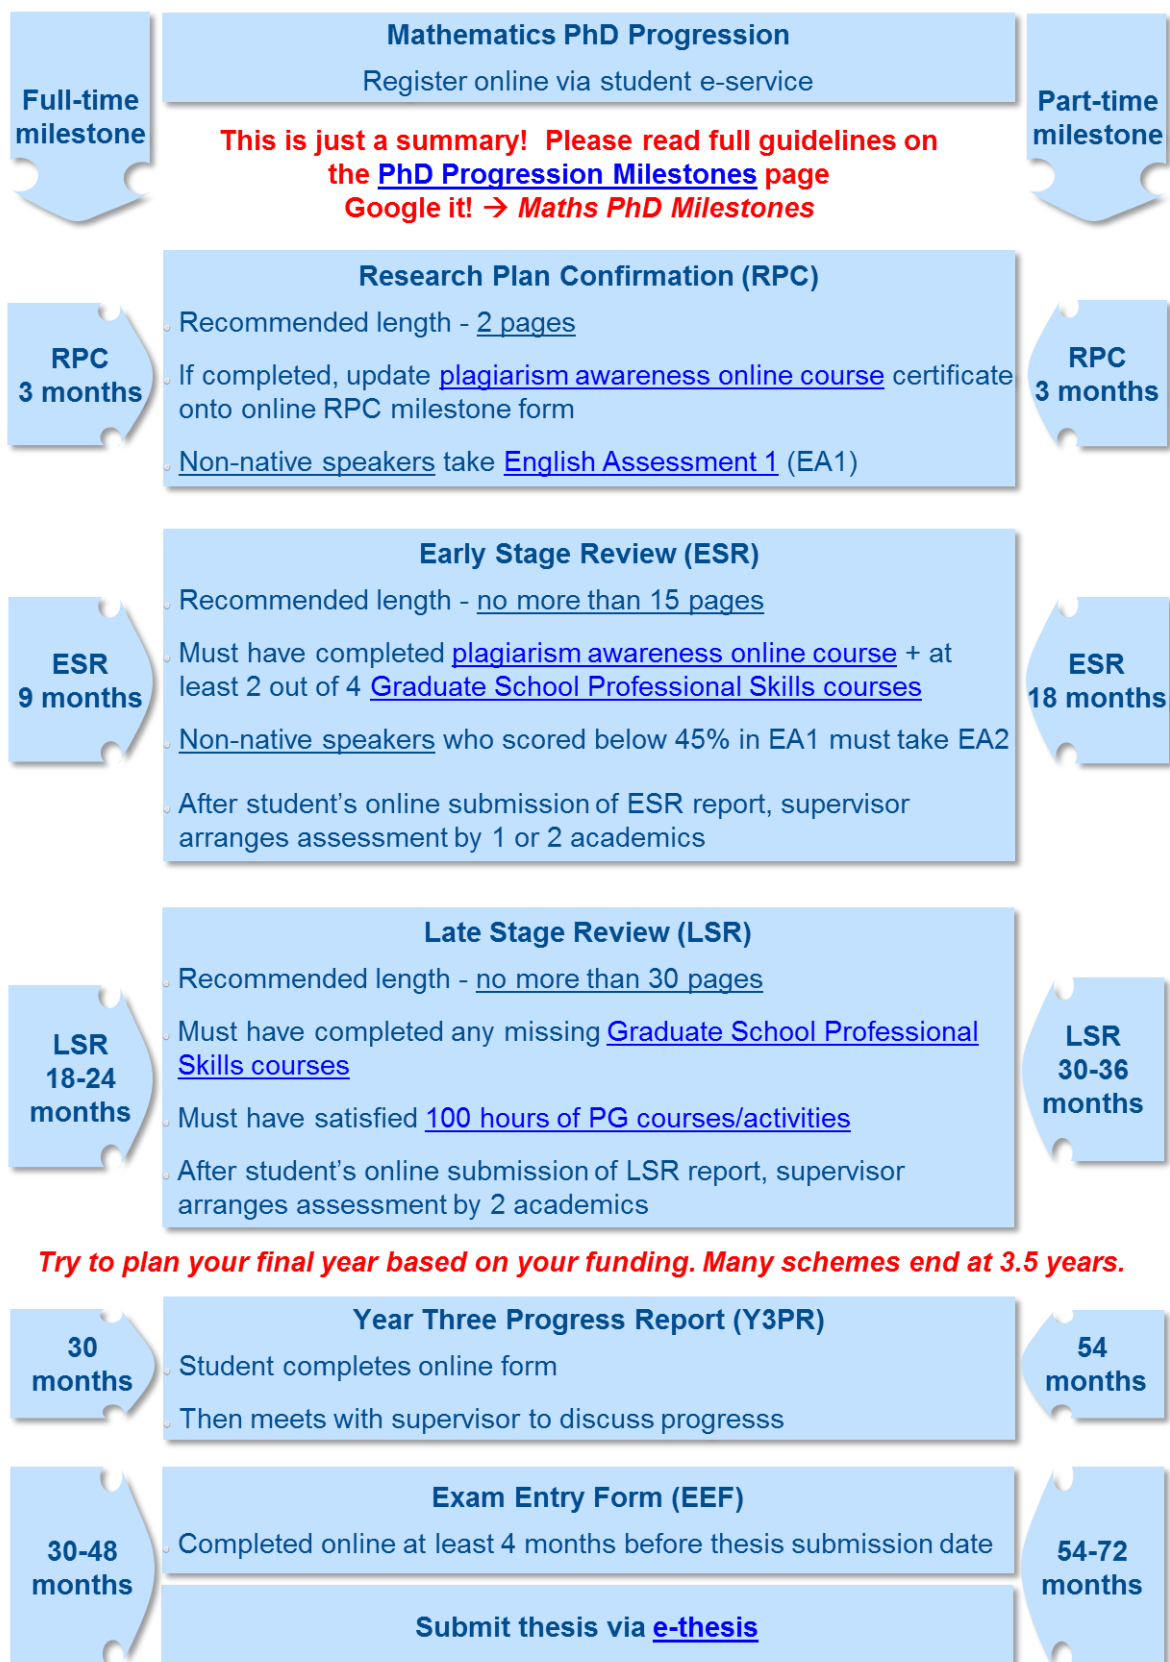 Mathematics PhD Progression
Register online via student e-service
Full-time
milestone
Part-time
milestone
This is just a summary!  Please read full guidelines on
the PhD Progression Milestones page
Google it! → Maths PhD Milestones
Research Plan Confirmation (RPC)
Recommended length - 2 pages
If completed, update plagiarism awareness online course certificate
onto online RPC milestone form
Non-native speakers take English Assessment 1 (EA1)
RPC
3 months
RPC
3 months
Early Stage Review (ESR)
Recommended length - no more than 15 pages
Must have completed plagiarism awareness online course + at
least 2 out of 4 Graduate School Professional Skills courses
Non-native speakers who scored below 45% in EA1 must take EA2
After student's online submission of ESR report, supervisor
arranges assessment by 1 or 2 academics
ESR
9 months
ESR
18 months
Late Stage Review (LSR)
Recommended length - no more than 30 pages
Must have completed any missing Graduate School Professional
Skills courses
Must have satisfied 100 hours of PG courses/activities
After student's online submission of LSR report, supervisor
arranges assessment by 2 academics
LSR
18-24
months
LSR
30-36
months
Try to plan your final year based on your funding. Many schemes end at 3.5 years.
Year Three Progress Report (Y3PR)
Student completes online form
Then meets with supervisor to discuss progresss
30
months
54
months
Exam Entry Form (EEF)
Completed online at least 4 months before thesis submission date
30-48
months
54-72
months
Submit thesis via e-thesis